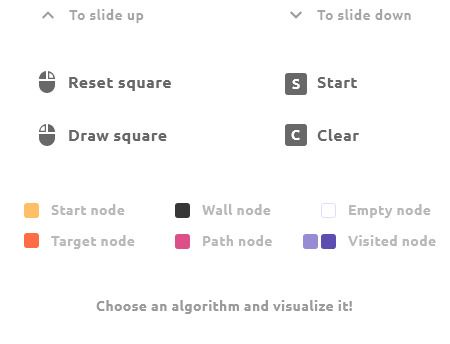 To slide up To slide down
Reset square S Start
Draw square C Clear
Start node Wall node Empty node
Target node Path node Visited node
Choose an algorithm and visualize it!